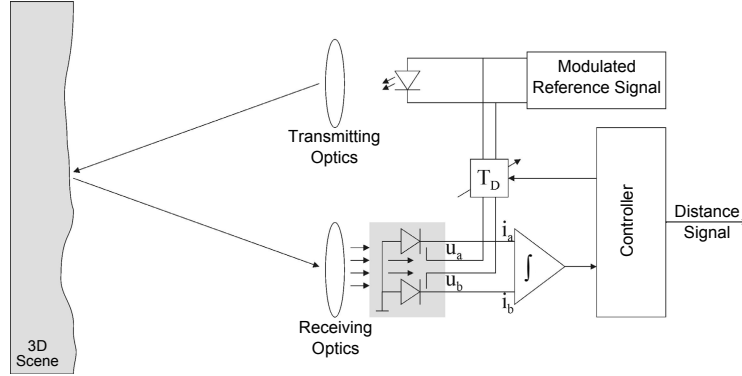 Modulated
Reference Signal
Transmitting
Optics
T_D
Controller
Distance
Signal
u_a
i_a
∫
u_b
i_b
Receiving
Optics
3D
Scene